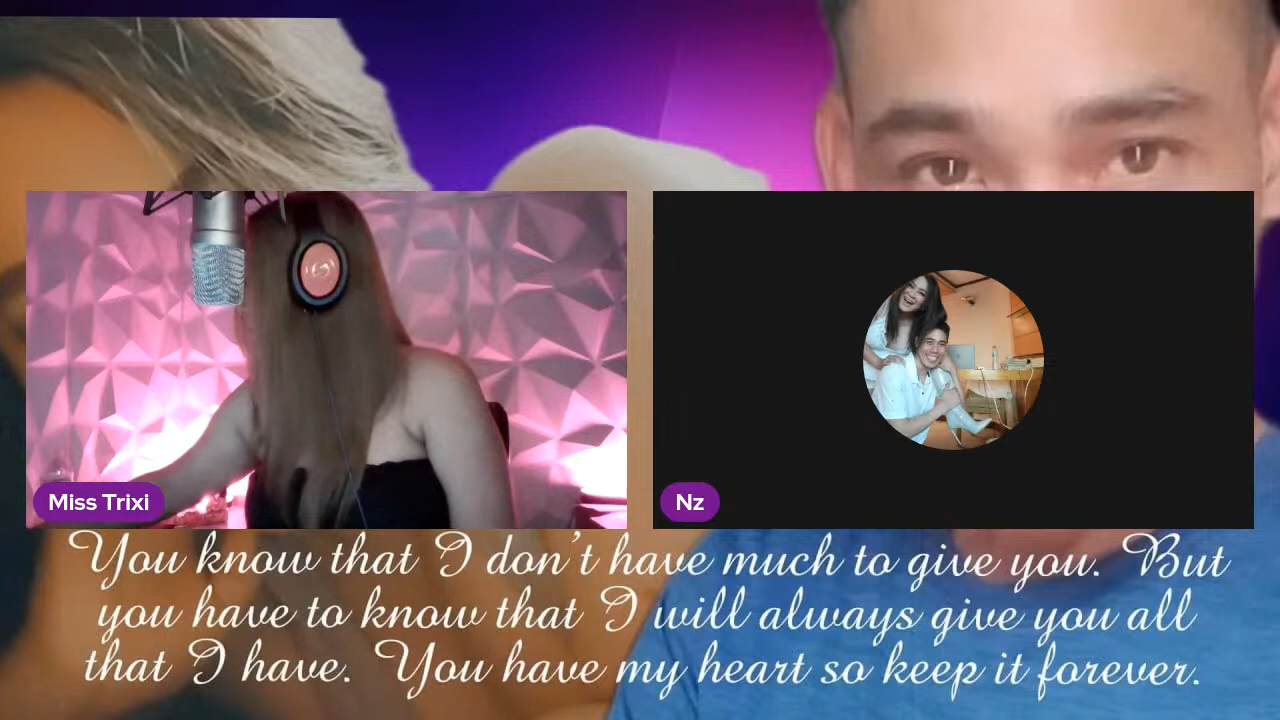 Miss Trixi
Nz
You know that I don't have much to give you. But
you have to know that I will always give you all
that I have. You have my heart so keep it forever.